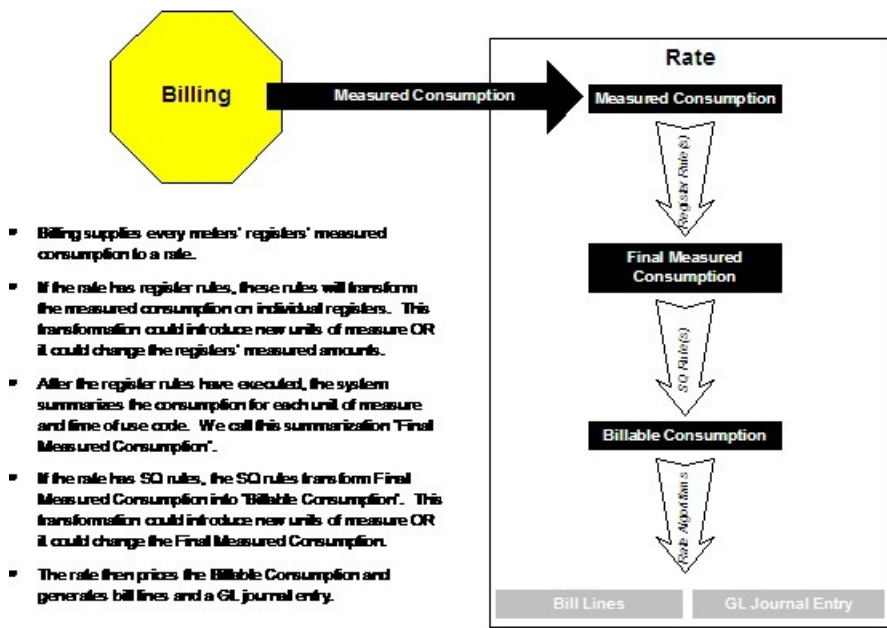 Billing
Measured Consumption
Rate
Measured Consumption
Register Rule(s)
Final Measured
Consumption
SQ Rule(s)
Billable Consumption
Rate Algorithms
Bill Lines
GL Journal Entry
Billing supplies every meters' registers' measured
consumption to a rate.
If the rate has register rules, these rules will transform
the measured consumption on individual registers. This
transformation could introduce new units of measure OR
it could change the registers' measured amounts.
After the register rules have executed, the system
summarizes the consumption for each unit of measure
and time of use code. We call this summarization "Final
Measured Consumption".
If the rate has SQ rules, the SQ rules transform Final
Measured Consumption into "Billable Consumption". This
transformation could introduce new units of measure OR
it could change the Final Measured Consumption.
The rate then prices the Billable Consumption and
generates bill lines and a GL journal entry.